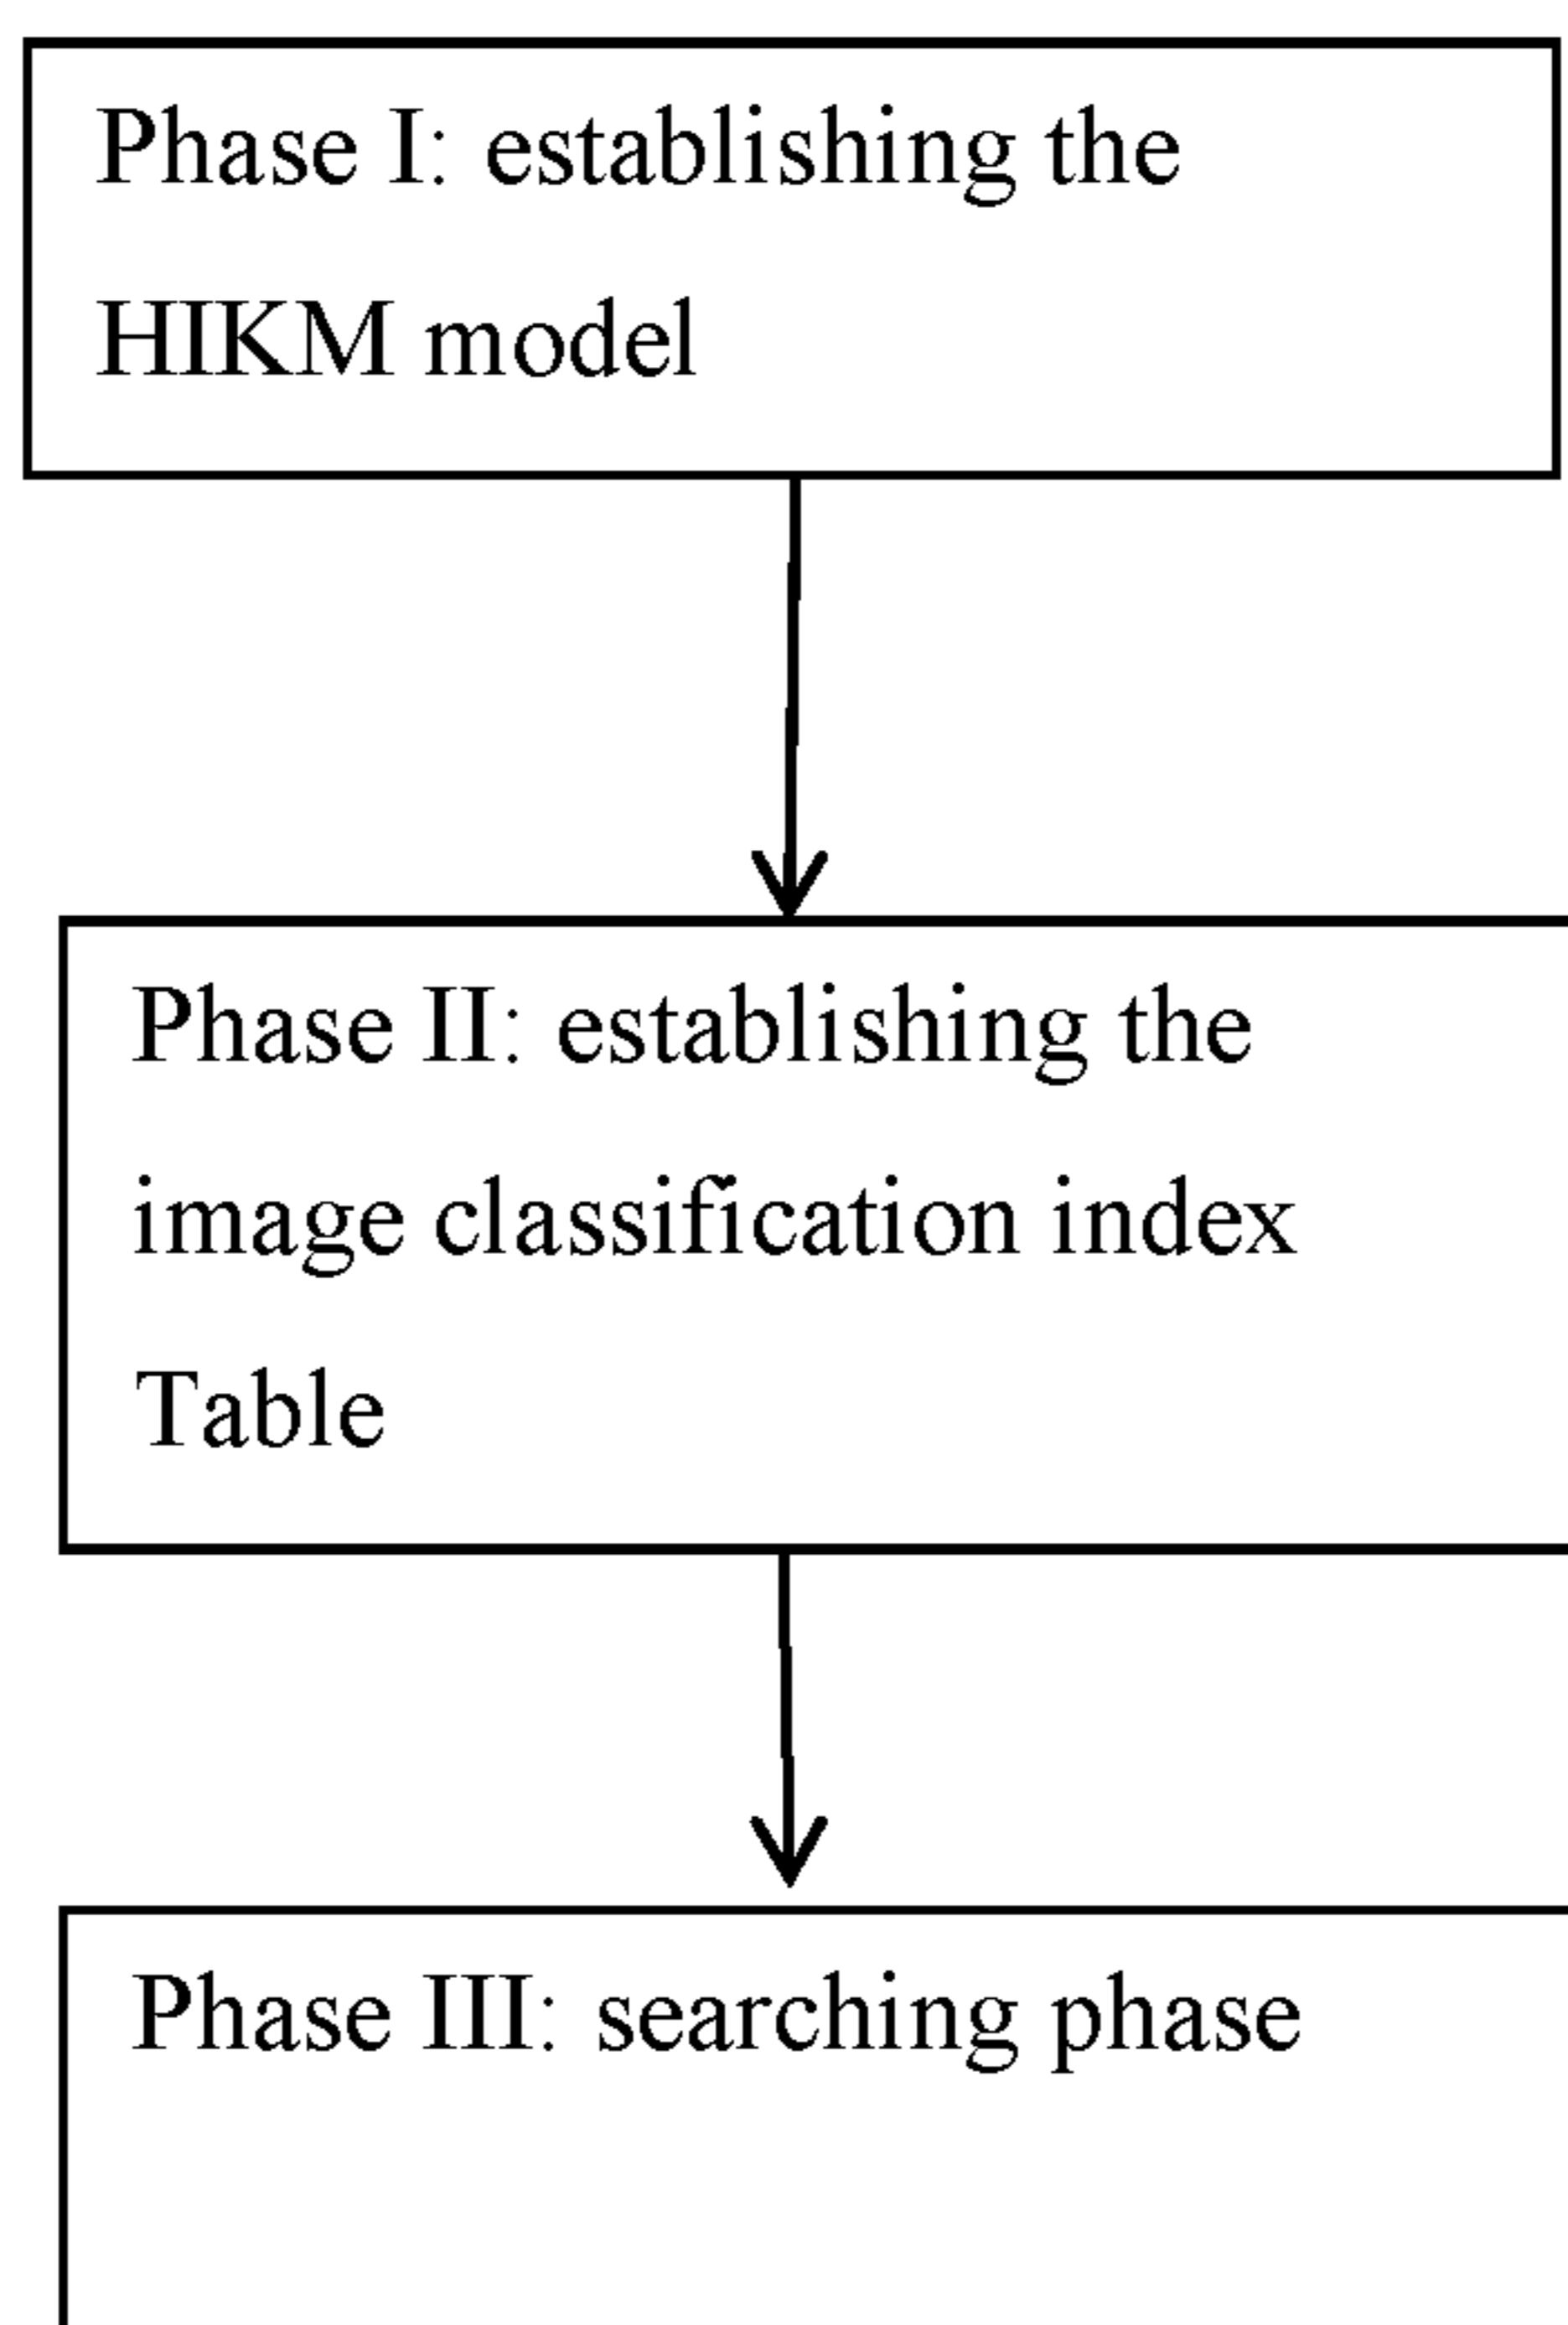 Phase I: establishing the
HIKM model
Phase II: establishing the
image classification index
Table
Phase III: searching phase